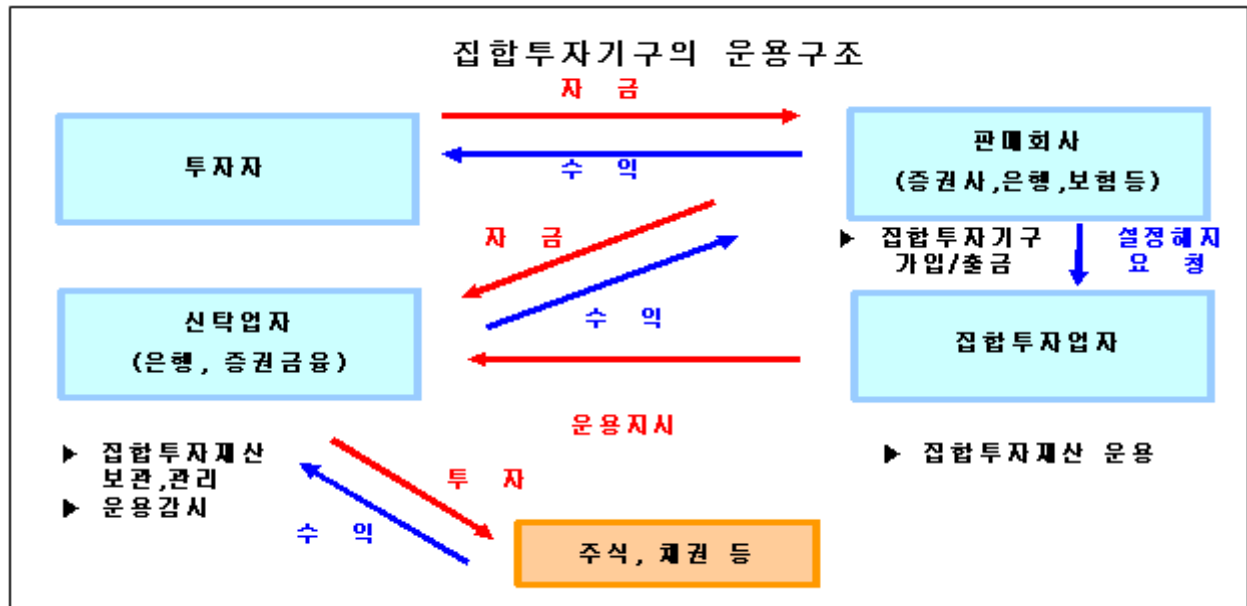 집합투자기구의 운용구조
자 금
투자자
수 익
판매회사
(증권사,은행,보험등)
자 금
▶ 집합투자기구
가입/출금
설정해지
요 청
수 익
신탁업자
(은행, 증권금융)
집합투자업자
운용지시
▶ 집합투자재산
보관,관리
▶ 운용감시
▶ 집합투자재산 운용
투 자
수 익
주식, 채권 등